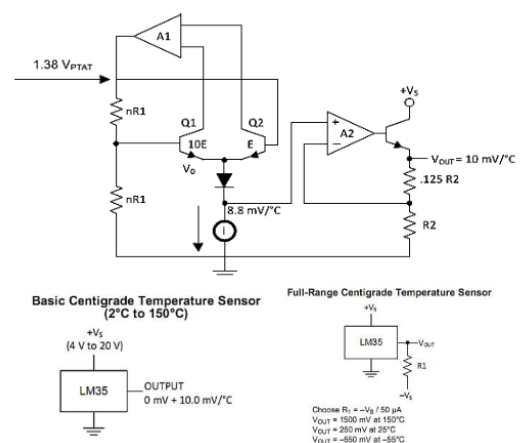 A1
1.38 VPTAT
+VS
nR1
Q1
Q2
10E
E
A2
+
−
VOUT = 10 mV/°C
V0
.125 R2
nR1
8.8 mV/°C
i
R2
Basic Centigrade Temperature Sensor
(2°C to 150°C)
+VS
(4 V to 20 V)
LM35
OUTPUT
0 mV + 10.0 mV/°C
Full-Range Centigrade Temperature Sensor
+VS
LM35
VOUT
R1
−VS
Choose R1 = −VS / 50 µA
VOUT = 1500 mV at 150°C
VOUT = 250 mV at 25°C
VOUT = −550 mV at −55°C